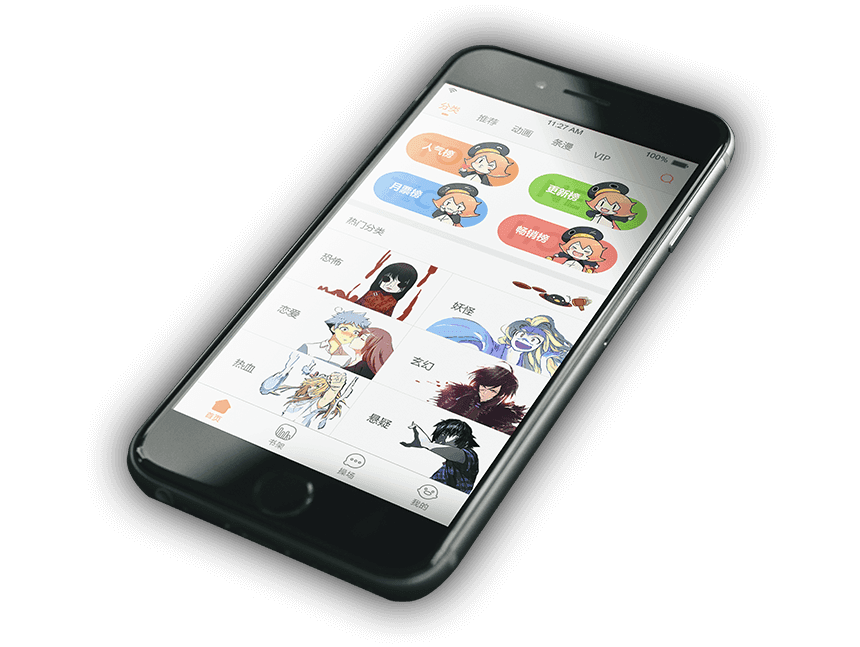 11:27 AM
100%
分类 推荐 动画 条漫 VIP
人气榜
更新榜
月票榜
畅销榜
热门分类
恐怖
妖怪
恋爱
玄幻
热血
悬疑
首页 书架 操场 我的